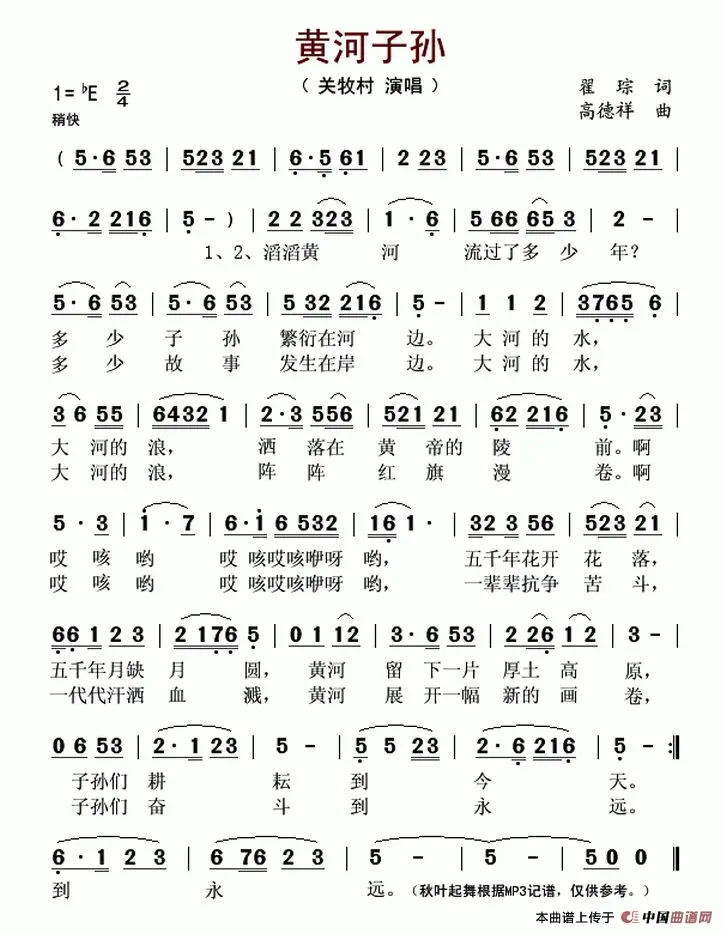 黄河子孙
（ 关牧村 演唱 ）
1= ♭E 2/4
翟 琮 词
稍快
高德祥 曲
( 5·6 53 | 523 21 | 6·5 61 | 2 23 | 5·6 53 | 523 21 |
6·2 216 | 5 - ) | 2 2 323 | 1·6 | 5 66 65 3 | 2 - |
1、2、滔滔黄 河 流过了多 少 年？
5·6 53 | 5·6 53 | 5 32 216 | 5 - | 1 1 2 | 3765 6 |
多 少 子 孙 繁衍在河 边。大 河 的 水，
多 少 故 事 发生在岸 边。大 河 的 水，
3 6 55 | 6432 1 | 2·3 556 | 521 21 | 62 216 | 5·23 |
大 河的 浪， 洒 落在 黄 帝的 陵 前。啊
大 河的 浪， 阵 阵 红 旗 漫 卷。啊
5·3 | 1·7 | 6·1 6 532 | 16 1· | 32 3 56 | 523 21 |
哎 咳 哟 哎 咳哎咳咿呀 哟， 五千年花开 花 落，
哎 咳 哟 哎 咳哎咳咿呀 哟， 一辈辈抗争 苦 斗，
66 1 2 3 | 2 176 5 | 0 1 12 | 3·6 53 | 2 26 1 2 | 3 - |
五千年月缺 月 圆， 黄河 留 下一片 厚土 高 原，
一代代汗洒 血 溅， 黄河 展 开一幅 新的 画 卷，
0 6 53 | 2·1 23 | 5 - | 5 5 23 | 2·6 216 | 5 - :||
子孙们 耕 耘 到 今 天。
子孙们 奋 斗 到 永 远。
6·1 2 3 | 6 76 2 3 | 5 - | 5 - | 5 0 0 ||
到 永 远。（秋叶起舞根据MP3记谱，仅供参考。）
本曲谱上传于 中国曲谱网